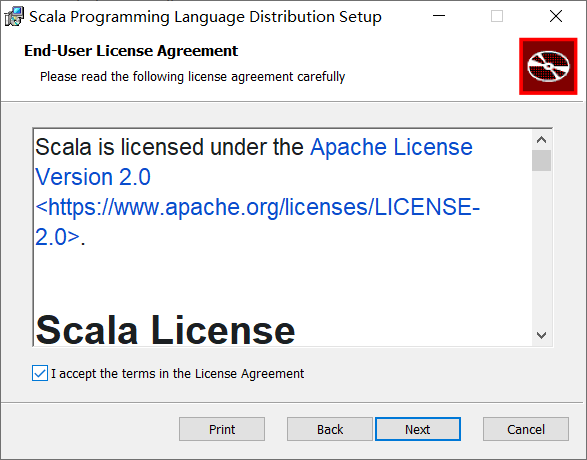 Scala Programming Language Distribution Setup
End-User License Agreement
Please read the following license agreement carefully
Scala is licensed under the Apache License
Version 2.0
<https://www.apache.org/licenses/LICENSE-
2.0>.
Scala License
I accept the terms in the License Agreement
Print Back Next Cancel